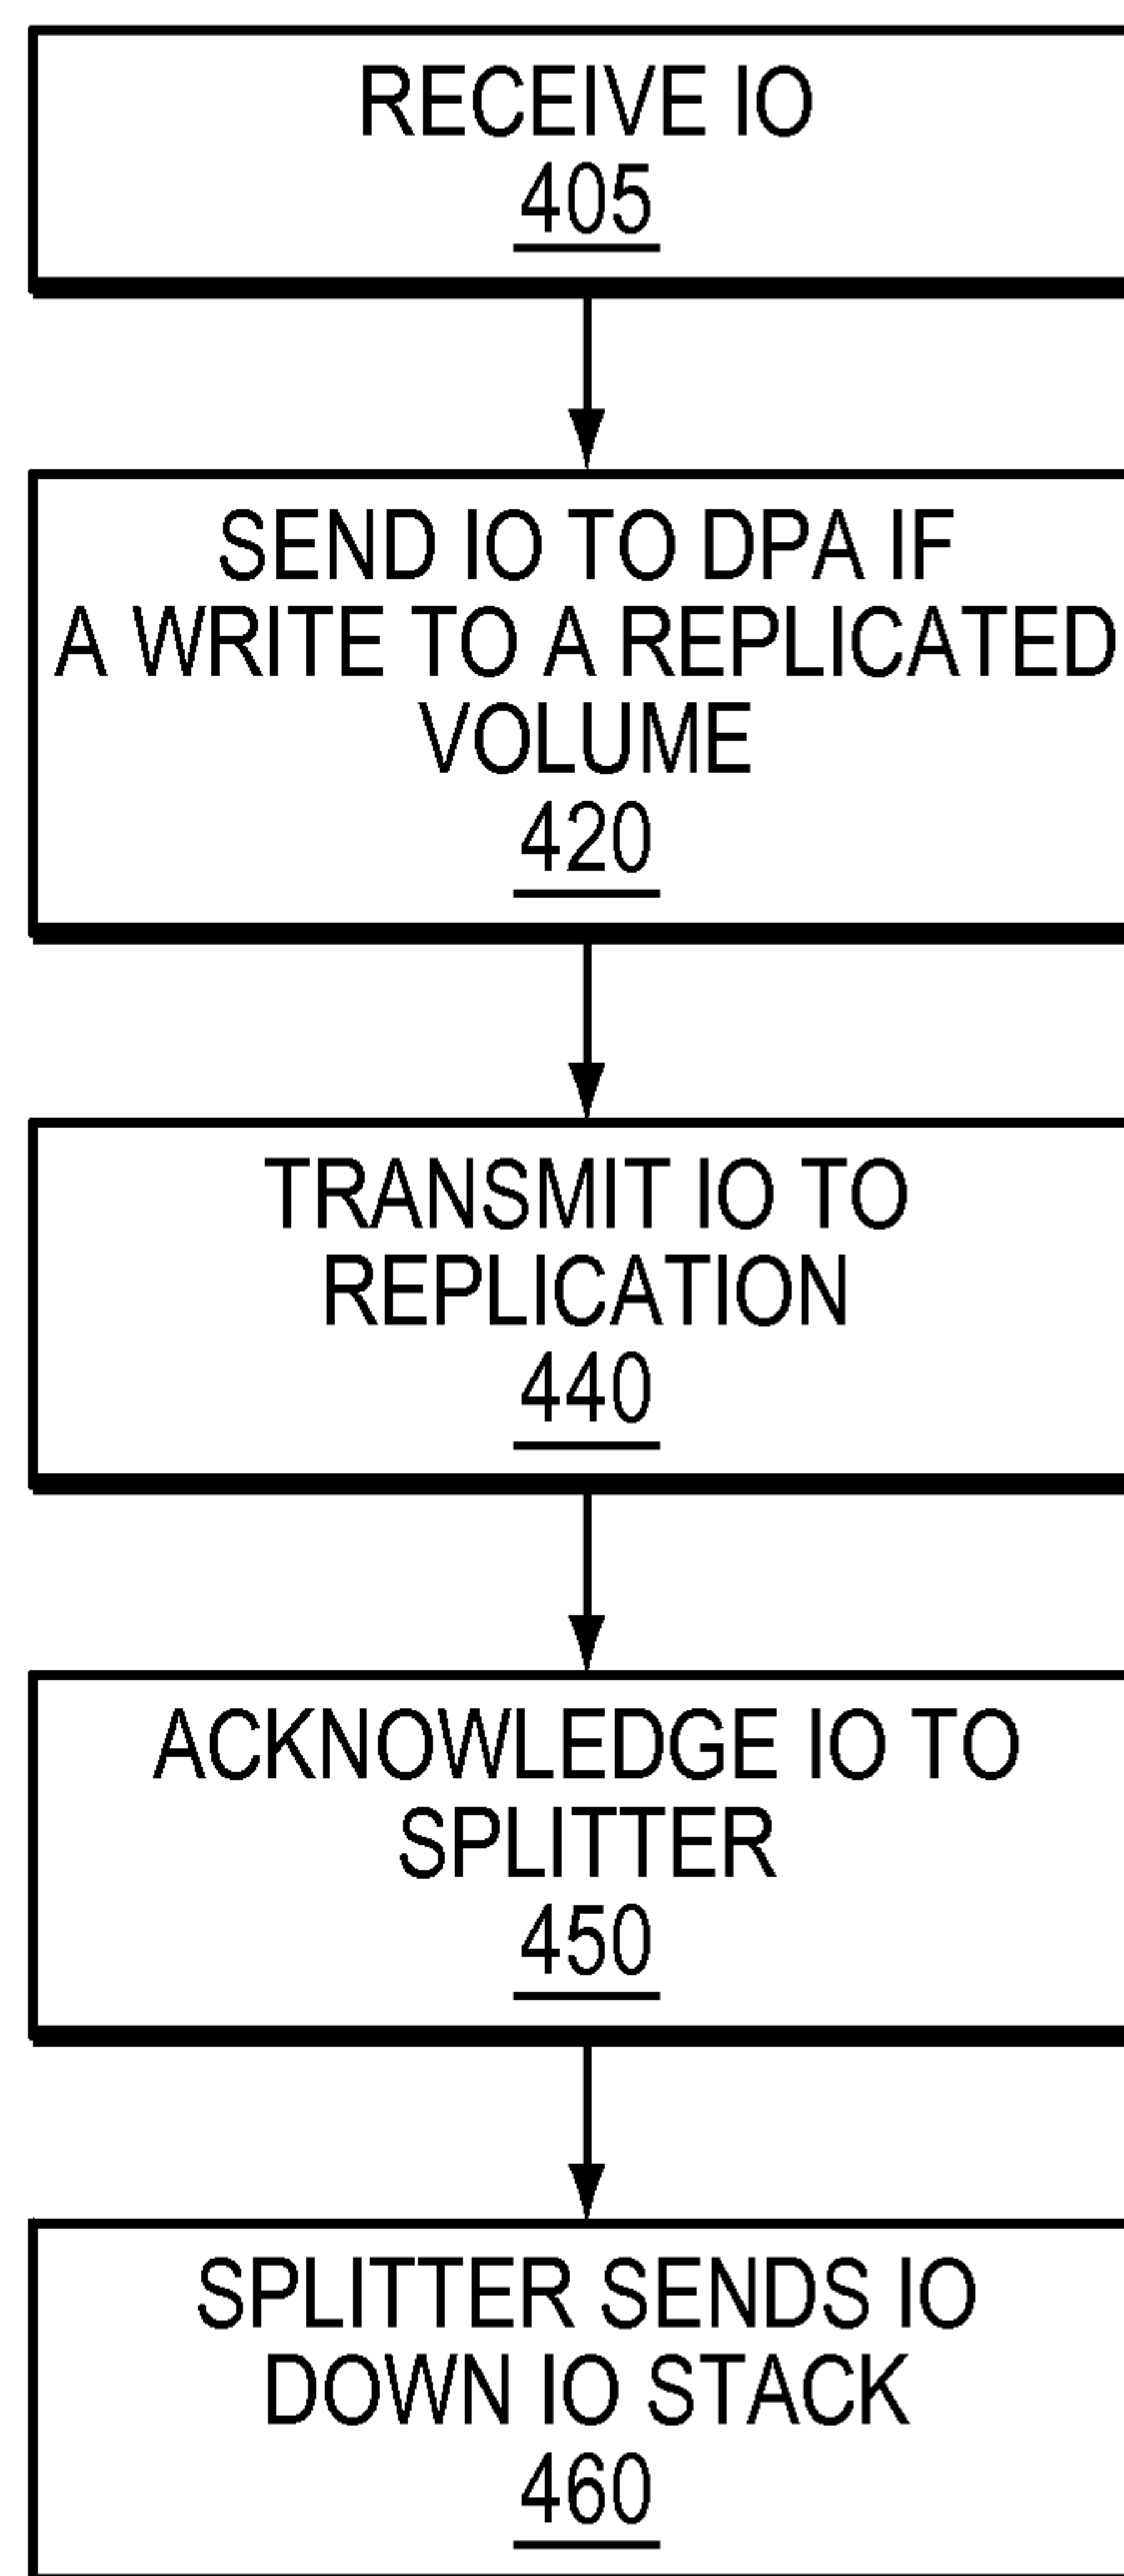 RECEIVE IO
405
SEND IO TO DPA IF
A WRITE TO A REPLICATED
VOLUME
420
TRANSMIT IO TO
REPLICATION
440
ACKNOWLEDGE IO TO
SPLITTER
450
SPLITTER SENDS IO
DOWN IO STACK
460